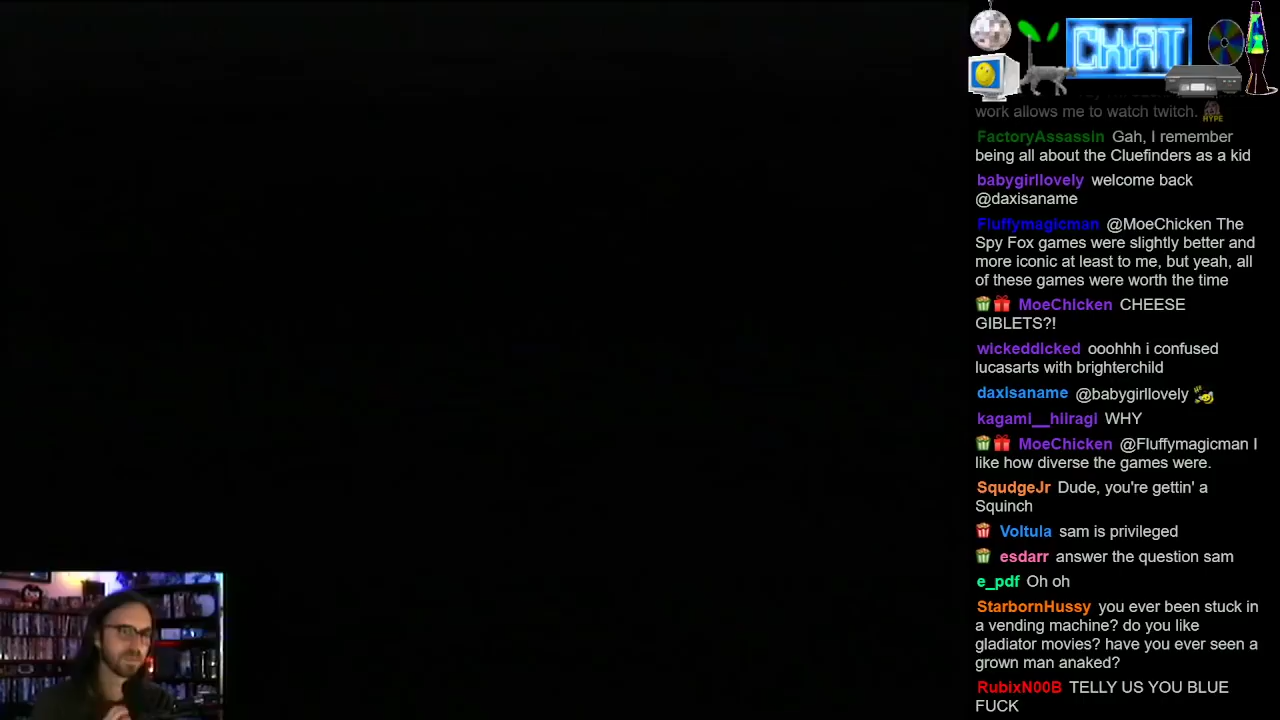 CHAT
work allows me to watch twitch.
HYPE
FactoryAssassin Gah, I remember
being all about the Cluefinders as a kid
babygirllovely welcome back
@daxisaname
Fluffymagicman @MoeChicken The
Spy Fox games were slightly better and
more iconic at least to me, but yeah, all
of these games were worth the time
MoeChicken CHEESE
GIBLETS?!
wickeddicked ooohhh i confused
lucasarts with brighterchild
daxisaname @babygirllovely
kagami__hiiragi WHY
MoeChicken @Fluffymagicman I
like how diverse the games were.
SqudgeJr Dude, you're gettin' a
Squinch
Voltula sam is privileged
esdarr answer the question sam
e_pdf Oh oh
StarbornHussy you ever been stuck in
a vending machine? do you like
gladiator movies? have you ever seen a
grown man anaked?
RubixN00B TELLY US YOU BLUE
FUCK